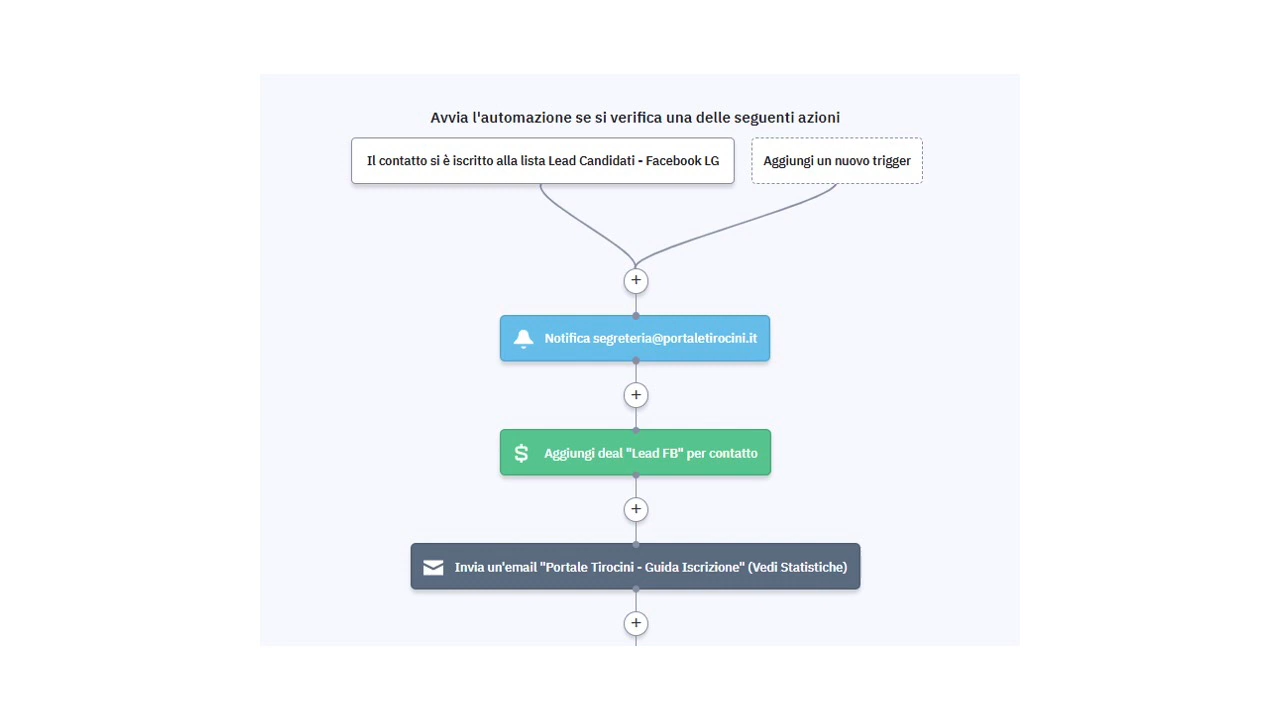 Avvia l'automazione se si verifica una delle seguenti azioni
Il contatto si è iscritto alla lista Lead Candidati - Facebook LG
Aggiungi un nuovo trigger
Notifica segreteria@portaletirocini.it
Aggiungi deal "Lead FB" per contatto
Invia un'email "Portale Tirocini - Guida Iscrizione" (Vedi Statistiche)